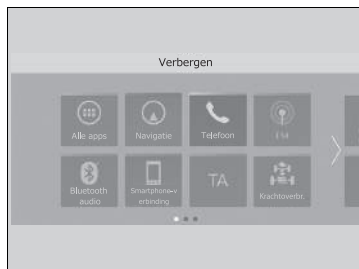 Verbergen
Alle apps
Navigatie
Telefoon
FM
Bluetooth
audio
Smartphone-v
erbinding
TA
Krachtoverbr.